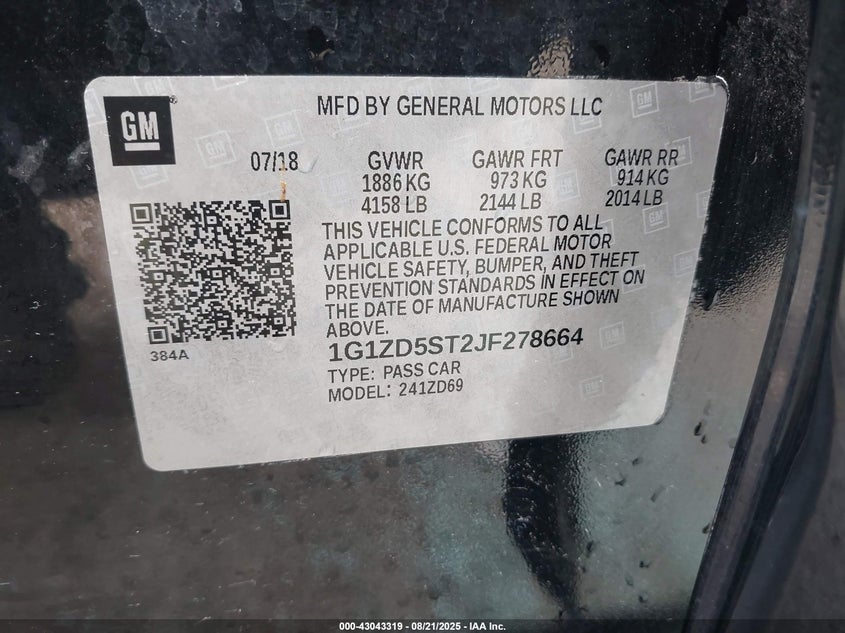 GM
MFD BY GENERAL MOTORS LLC
07/18 GVWR GAWR FRT GAWR RR
1886 KG 973 KG 914 KG
4158 LB 2144 LB 2014 LB
THIS VEHICLE CONFORMS TO ALL
APPLICABLE U.S. FEDERAL MOTOR
VEHICLE SAFETY, BUMPER, AND THEFT
PREVENTION STANDARDS IN EFFECT ON
THE DATE OF MANUFACTURE SHOWN
ABOVE.
384A
1G1ZD5ST2JF278664
TYPE: PASS CAR
MODEL: 241ZD69
000-43043319 - 08/21/2025 - IAA Inc.